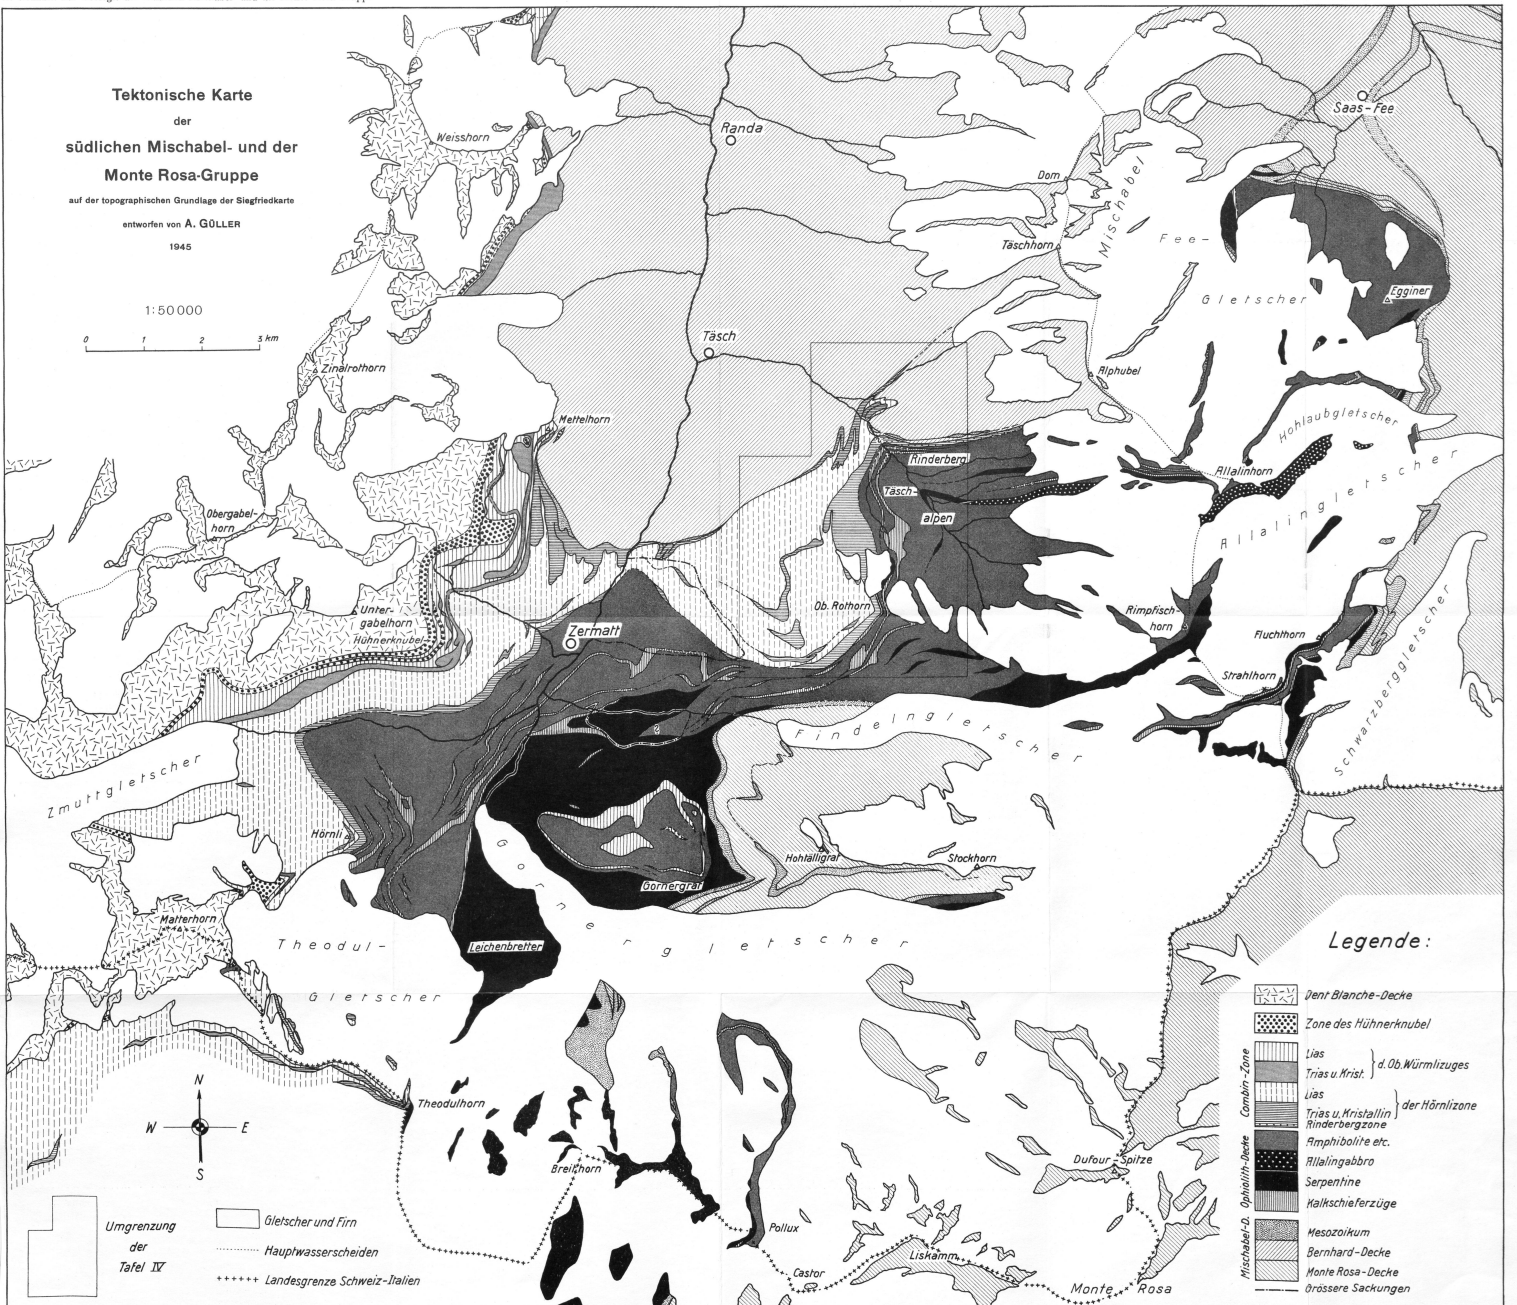 Tektonische Karte
der
südlichen Mischabel- und der
Monte Rosa-Gruppe
auf der topographischen Grundlage der Siegfriedkarte
entworfen von A. GÜLLER
1945
1:50000
0 1 2 3 km
Weisshorn
Randa
Saas-Fee
Dom
Mischabel
Täschhorn
Fee-
Gletscher
Egginer
Täsch
Zinalrothorn
Alphubel
Mettelhorn
Hohlaubgletscher
Rinderberg
Allalinhorn
Täsch-
alpen
Allalingletscher
Obergabel-
horn
Unter-
gabelhorn
Hühnerknubel
Zermatt
Ob. Rothorn
Rimpfisch-
horn
Fluchthorn
Strahlhorn
Schwarzberggletscher
Findelngletscher
Zmuttgletscher
Hörnli
Hohtälligrat
Stockhorn
Gornergrat
Gornergletscher
Matterhorn
Leichenbretter
Theodul-
Gletscher
Theodulhorn
Breithorn
Pollux
Castor
Liskamm
Dufour-Spitze
Monte Rosa
N
W E
S
Umgrenzung
der
Tafel IV
Gletscher und Firn
Hauptwasserscheiden
Landesgrenze Schweiz-Italien
Legende:
Dent Blanche-Decke
Zone des Hühnerknubel
Combin-Zone
Lias
Trias u. Krist.
d. Ob. Würmlizuges
Lias
Trias u. Kristallin
der Hörnlizone
Rinderbergzone
Ophiolith-Decke
Amphibolite etc.
Allalingabbro
Serpentine
Kalkschieferzüge
Mischabel-D.
Mesozoikum
Bernhard-Decke
Monte Rosa-Decke
Grössere Sackungen